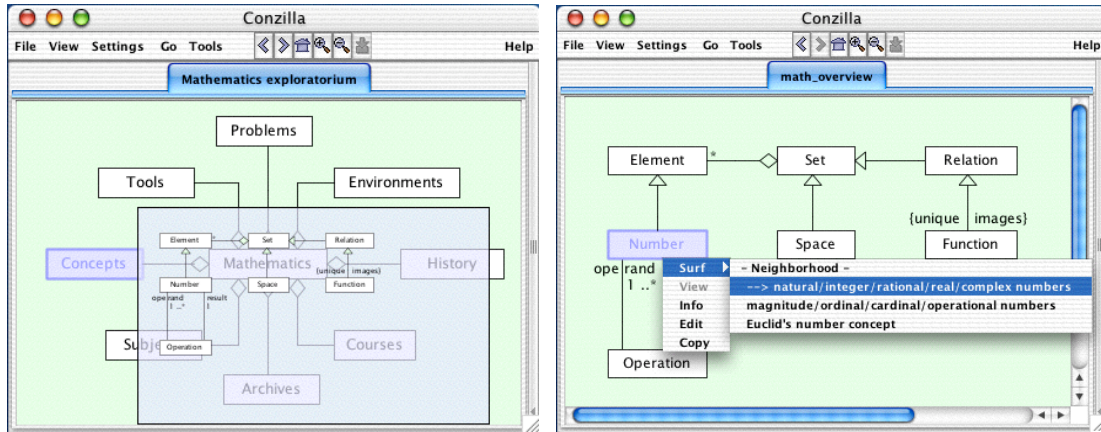 Conzilla
File View Settings Go Tools Help
Mathematics exploratorium
Problems
Tools Environments
Element * Set Relation
Concepts Mathematics {unique images} History
Number Space Function
operand result
1 ..* 1
Operation
Courses
Archives
Conzilla
File View Settings Go Tools Help
math_overview
Element * Set Relation
{unique images}
Number Space Function
operand
1 ..*
Surf - Neighborhood -
View --> natural/integer/rational/real/complex numbers
Info magnitude/ordinal/cardinal/operational numbers
Edit Euclid's number concept
Copy
Operation